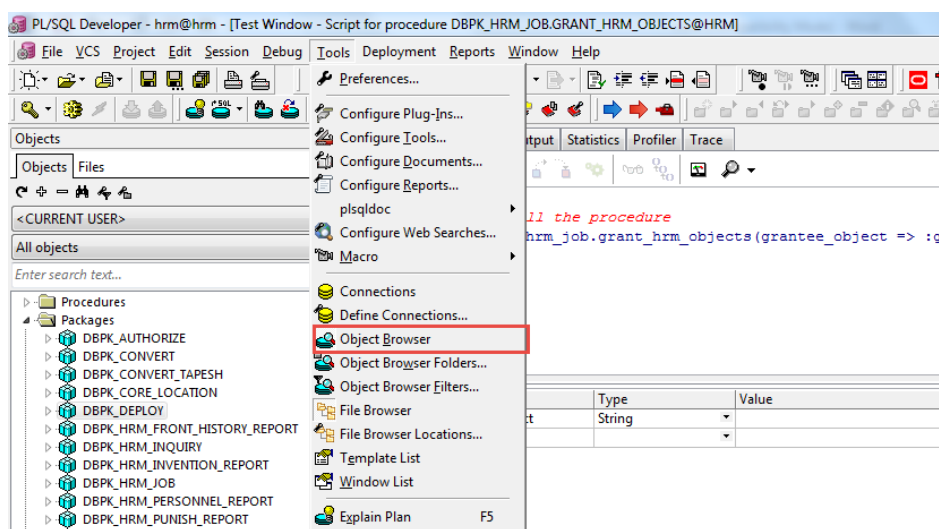 PL/SQL Developer - hrm@hrm - [Test Window - Script for procedure DBPK_HRM_JOB.GRANT_HRM_OBJECTS@HRM]
File VCS Project Edit Session Debug Tools Deployment Reports Window Help
Preferences...
Configure Plug-Ins...
Configure Tools...
Configure Documents...
Configure Reports...
plsqldoc
Configure Web Searches...
Macro
Connections
Define Connections...
Object Browser
Object Browser Folders...
Object Browser Filters...
File Browser
File Browser Locations...
Template List
Window List
Explain Plan F5
Objects
Objects Files
<CURRENT USER>
All objects
Enter search text...
Procedures
Packages
DBPK_AUTHORIZE
DBPK_CONVERT
DBPK_CONVERT_TAPESH
DBPK_CORE_LOCATION
DBPK_DEPLOY
DBPK_HRM_FRONT_HISTORY_REPORT
DBPK_HRM_INQUIRY
DBPK_HRM_INVENTION_REPORT
DBPK_HRM_JOB
DBPK_HRM_PERSONNEL_REPORT
DBPK_HRM_PUNISH_REPORT
tput Statistics Profiler Trace
ll the procedure
hrm_job.grant_hrm_objects(grantee_object => :g
Type Value
ct String